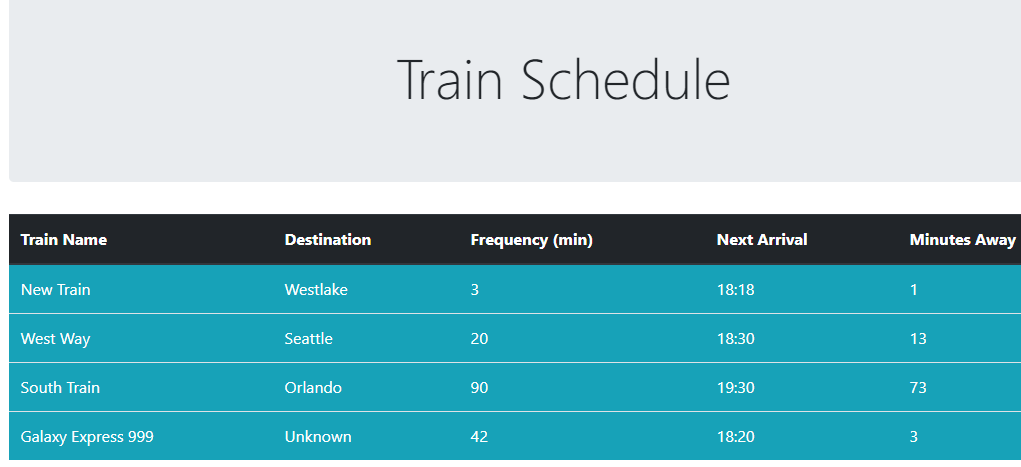 Train Schedule
Train Name Destination Frequency (min) Next Arrival Minutes Away
New Train Westlake 3 18:18 1
West Way Seattle 20 18:30 13
South Train Orlando 90 19:30 73
Galaxy Express 999 Unknown 42 18:20 3